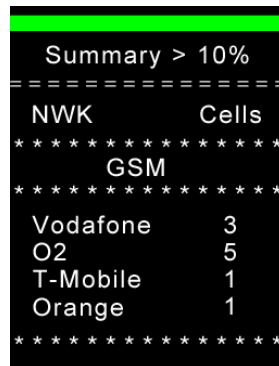 Summary > 10%
= = = = = = = = = = = = = = =
NWK Cells
* * * * * * * * * * * * * * *
GSM
* * * * * * * * * * * * * * *
Vodafone 3
O2 5
T-Mobile 1
Orange 1
* * * * * * * * * * * * * * *